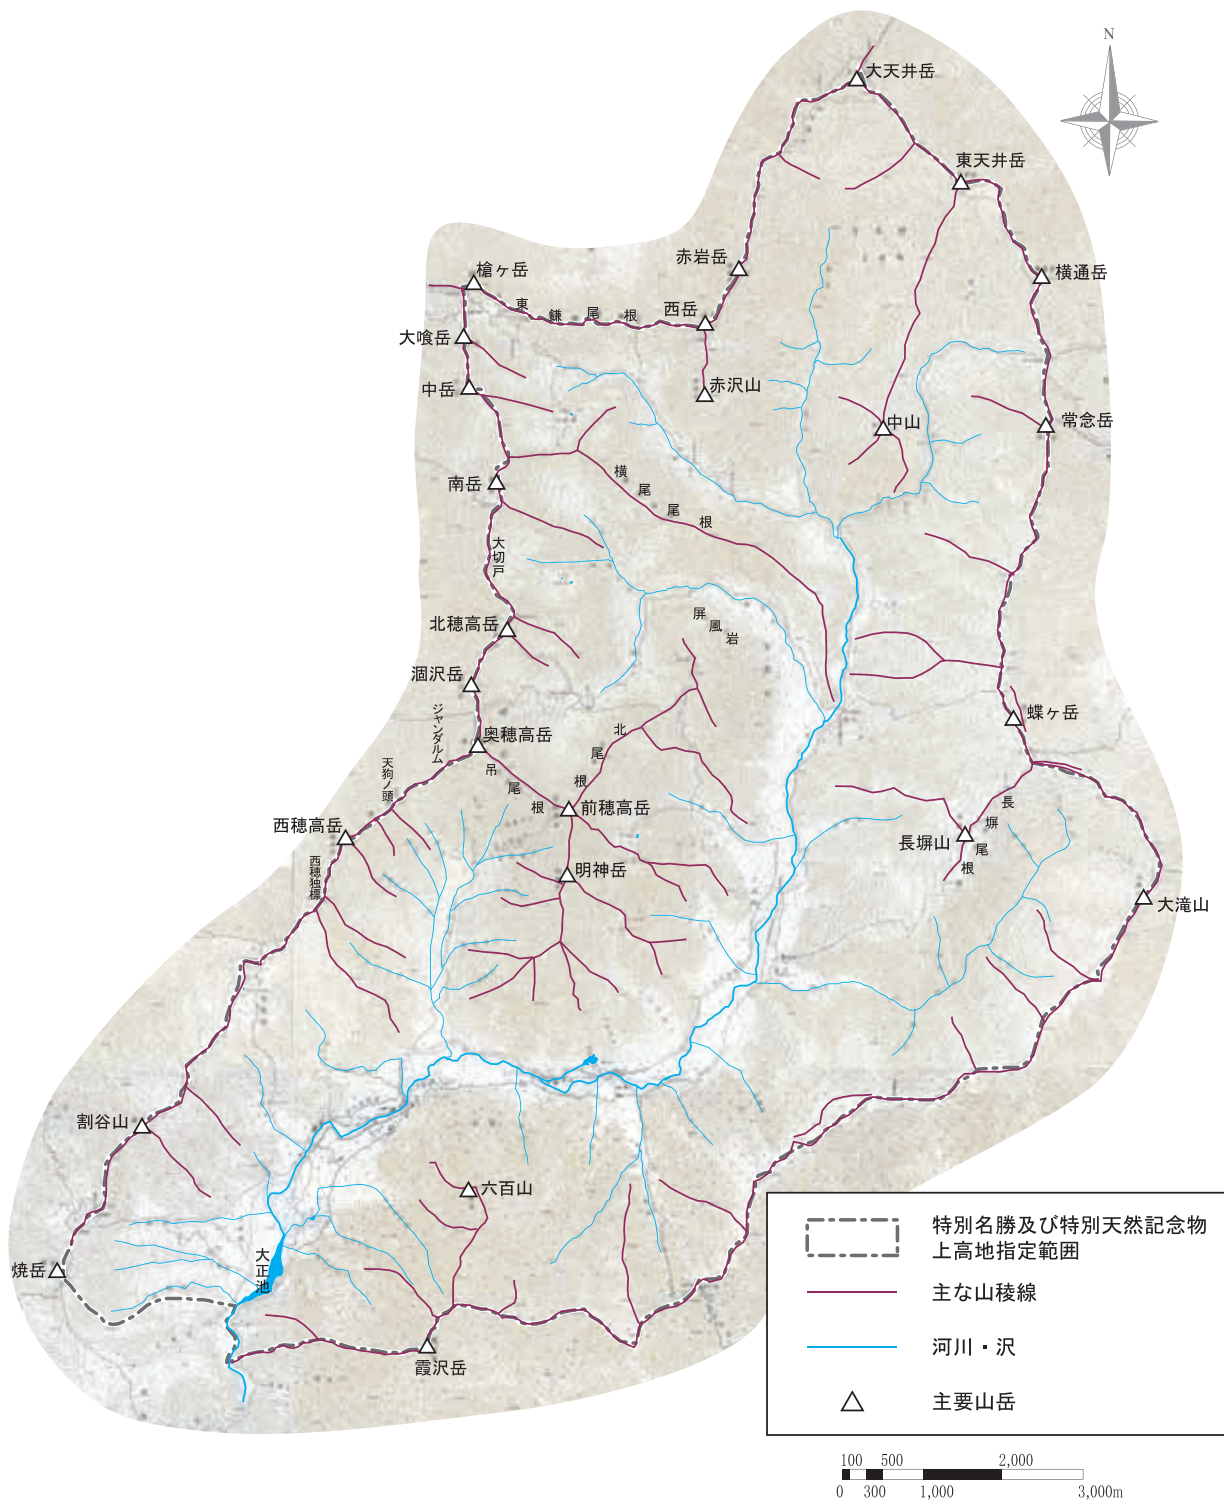 N
大天井岳
東天井岳
赤岩岳
横通岳
槍ヶ岳
東鎌尾根
西岳
大喰岳
中岳
赤沢山
中山
常念岳
横尾尾根
南岳
大切戸
屏風岩
北穂高岳
涸沢岳
ジャンダルム
奥穂高岳
北尾根
蝶ヶ岳
吊尾根
天狗ノ頭
前穂高岳
長塀尾根
西穂高岳
長塀山
西穂独標
明神岳
大滝山
割谷山
六百山
大正池
焼岳
霞沢岳
特別名勝及び特別天然記念物
上高地指定範囲
主な山稜線
河川・沢
主要山岳
100 500 2,000
0 300 1,000 3,000m